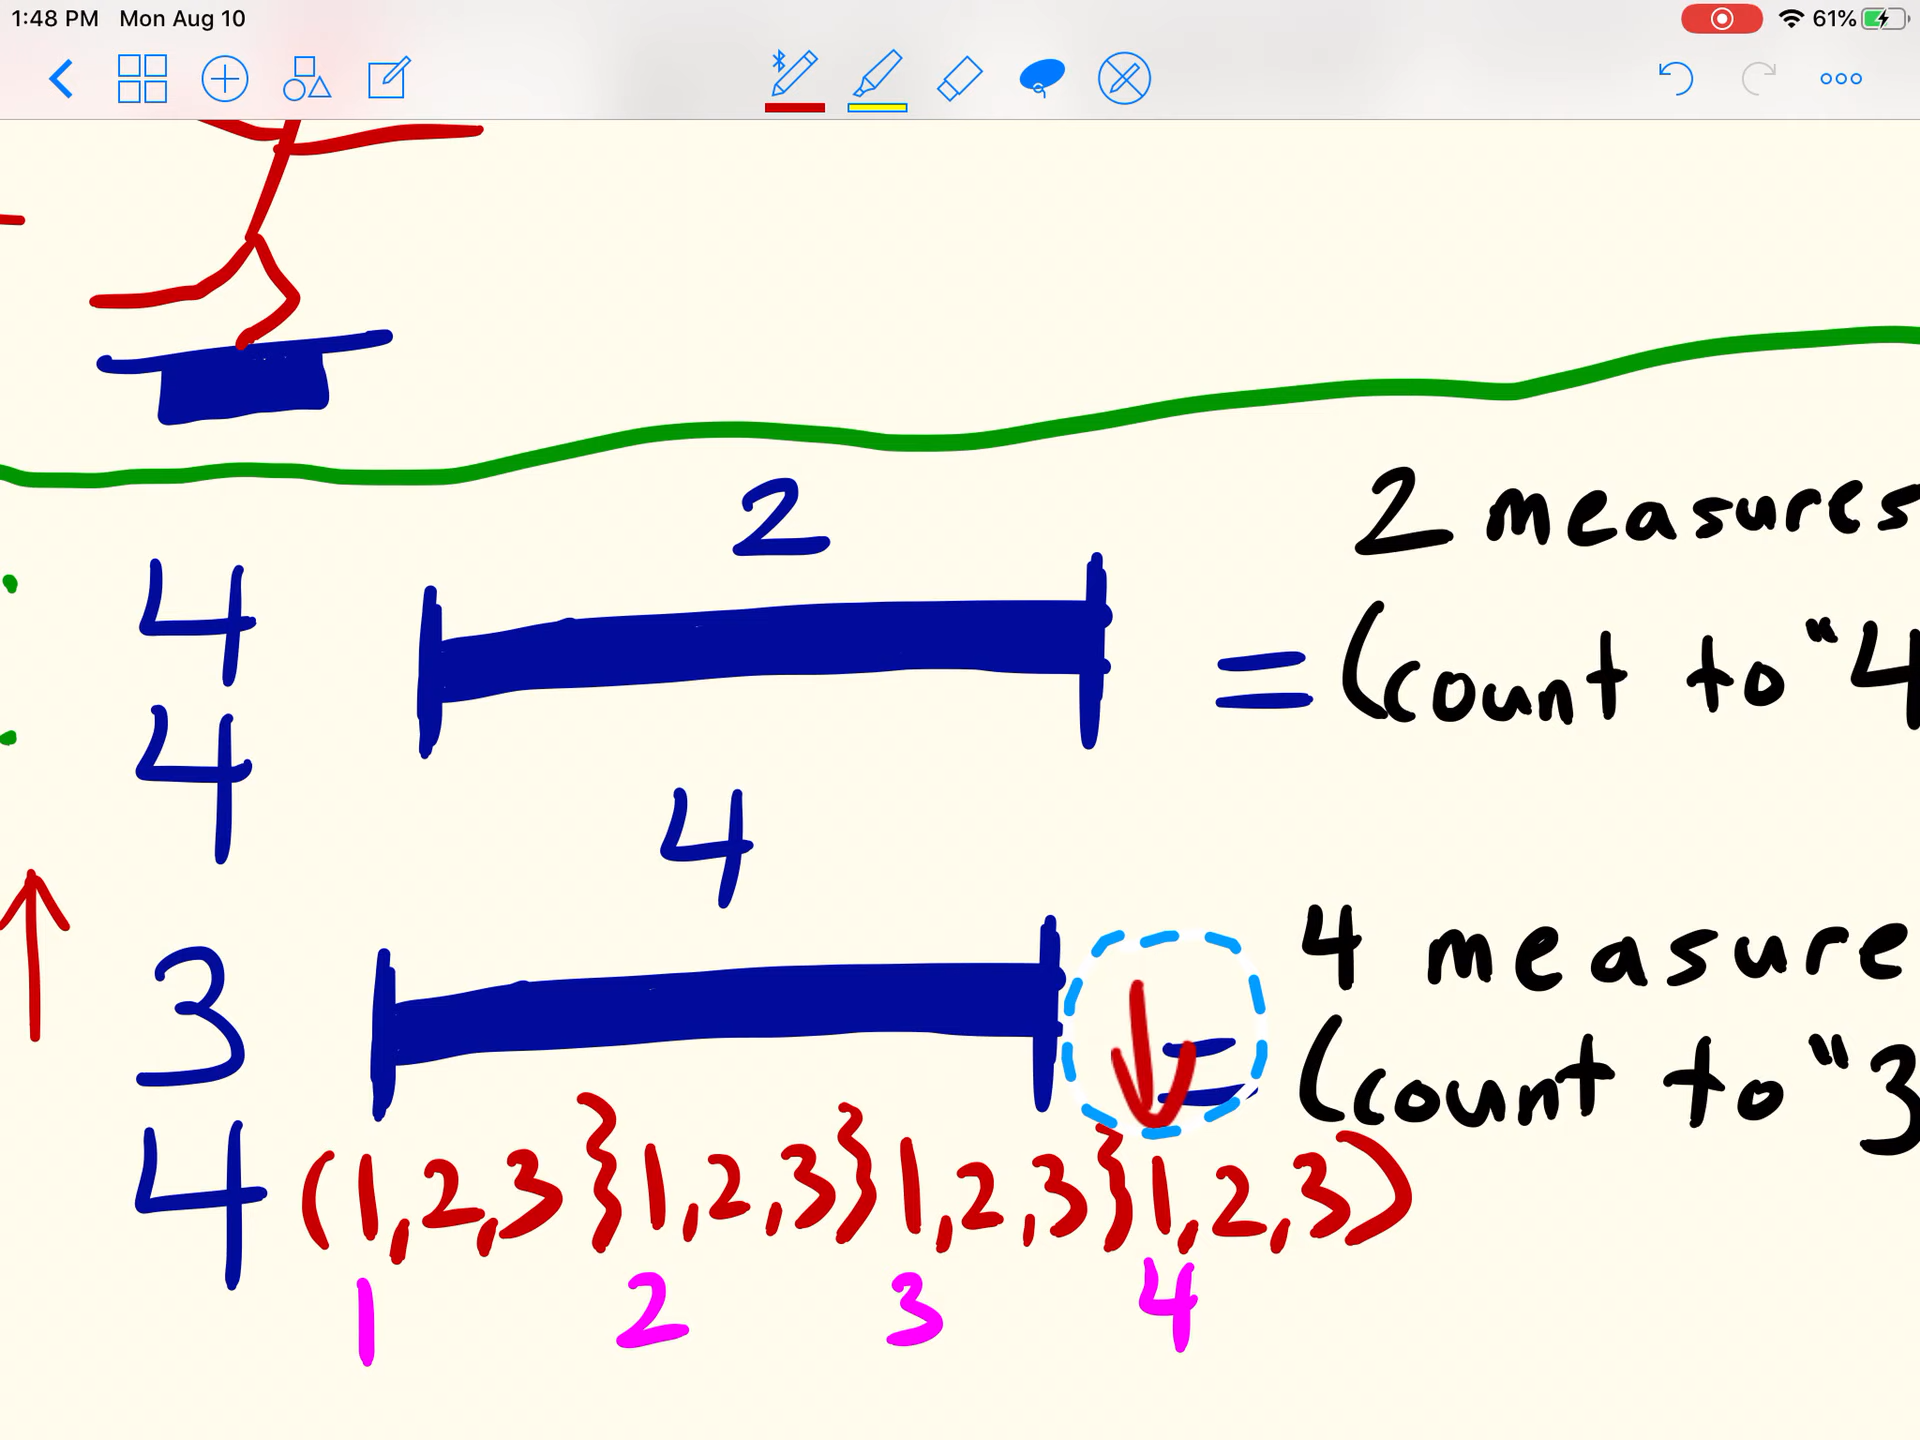 1:48 PM Mon Aug 10
61%
2
2 measures
4
4
= (count to "4
4
4 measure
3
4
= (count to "3
(1,2,3}1,2,3}1,2,3}1,2,3)
1 2 3 4